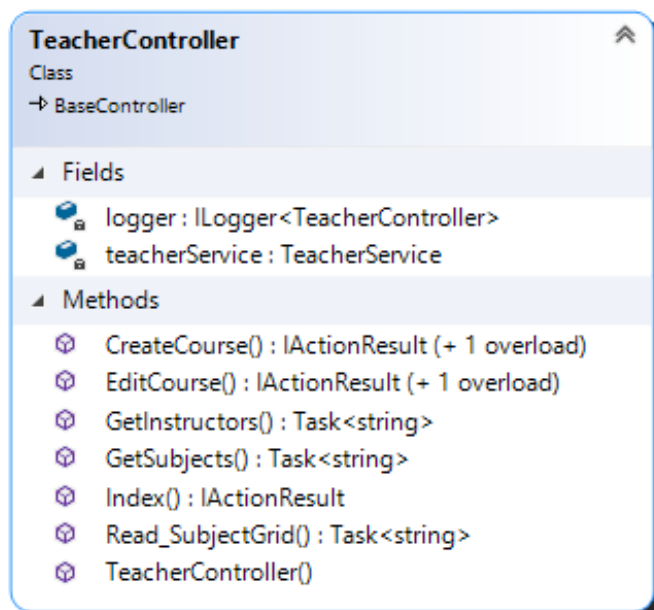 TeacherController
Class
BaseController
Fields
logger : ILogger<TeacherController>
teacherService : TeacherService
Methods
CreateCourse() : IActionResult (+ 1 overload)
EditCourse() : IActionResult (+ 1 overload)
GetInstructors() : Task<string>
GetSubjects() : Task<string>
Index() : IActionResult
Read_SubjectGrid() : Task<string>
TeacherController()